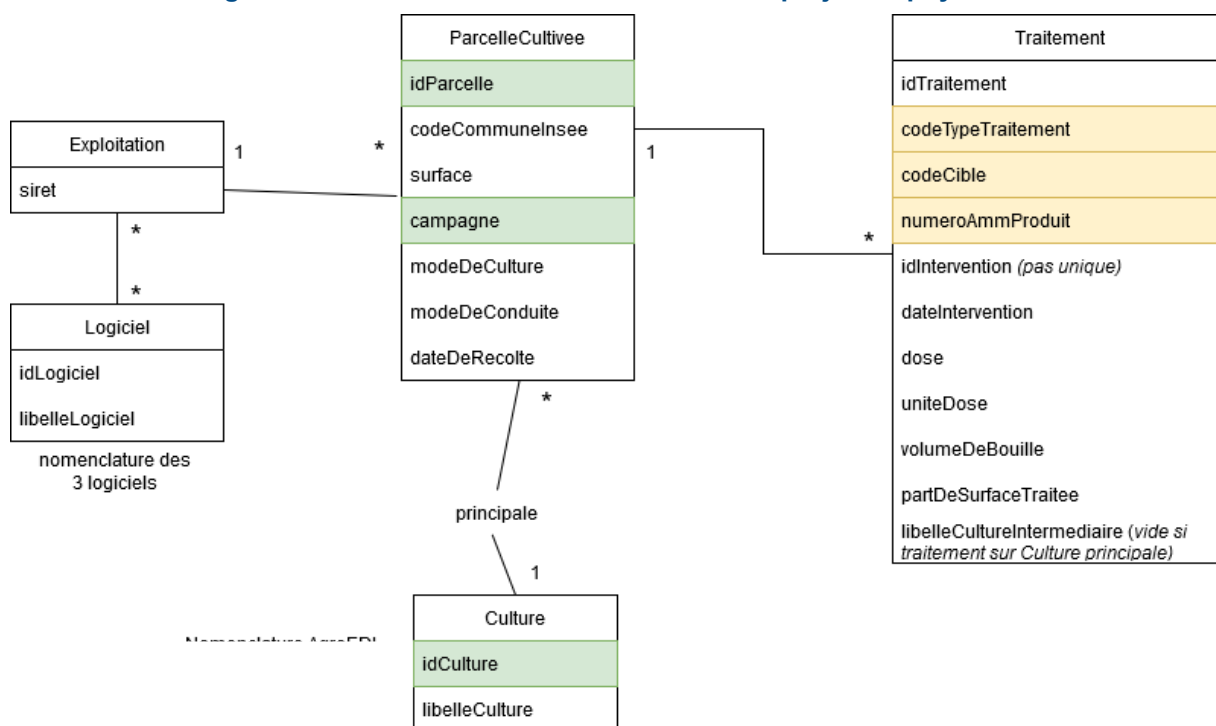 ParcelleCultivee
idParcelle
codeCommuneInsee
surface
campagne
modeDeCulture
modeDeConduite
dateDeRecolte
Traitement
idTraitement
codeTypeTraitement
codeCible
numeroAmmProduit
idIntervention (pas unique)
dateIntervention
dose
uniteDose
volumeDeBouille
partDeSurfaceTraitee
libelleCultureIntermediaire (vide si
traitement sur Culture principale)
Exploitation
siret
1
*
1
*
*
*
Logiciel
idLogiciel
libelleLogiciel
nomenclature des
3 logiciels
*
principale
1
Culture
idCulture
libelleCulture